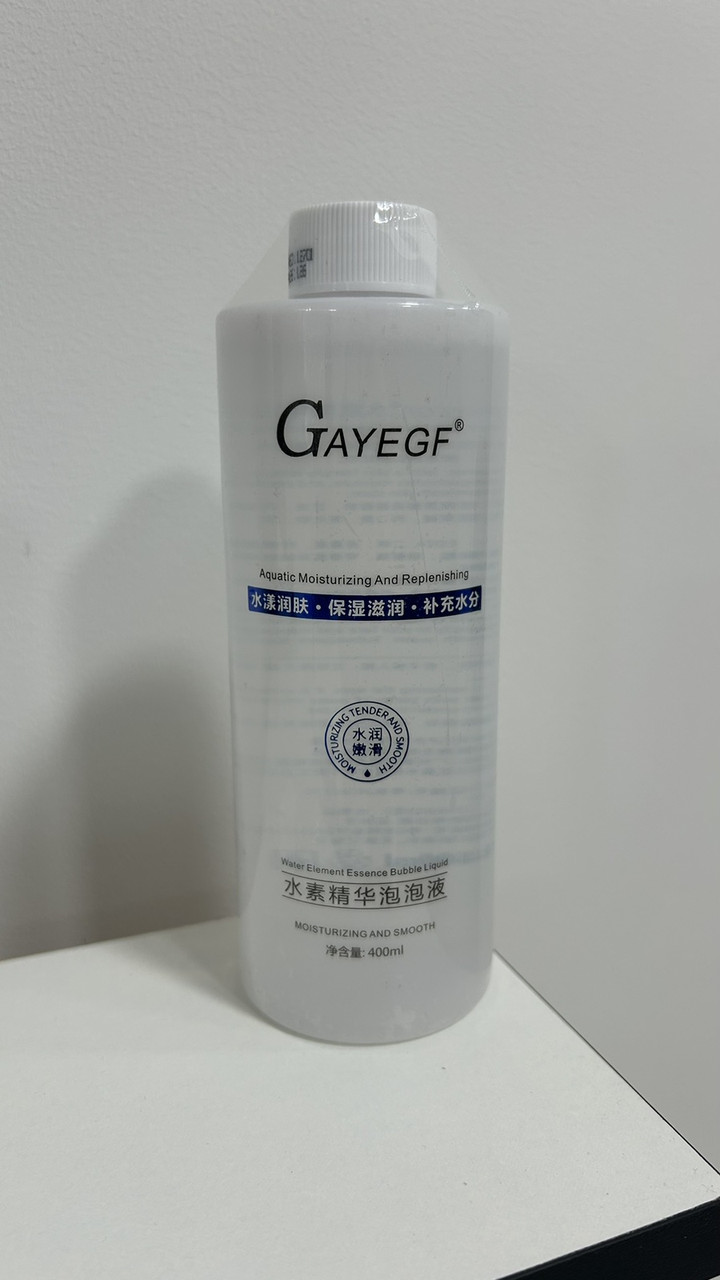 GAYEGF®
Aquatic Moisturizing And Replenishing
水漾润肤·保湿滋润·补充水分
MOISTURIZING TENDER AND SMOOTH
水润
嫩滑
Water Element Essence Bubble Liquid
水素精华泡泡液
MOISTURIZING AND SMOOTH
净含量: 400ml